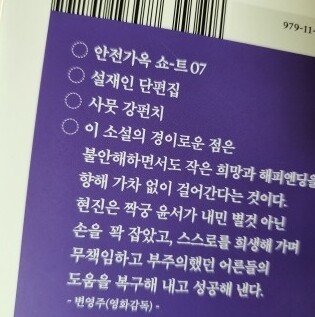 979-11-
안전가옥 쇼-트 07
설재인 단편집
사뭇 강펀치
이 소설의 경이로운 점은
불안해하면서도 작은 희망과 해피엔딩을
향해 가차 없이 걸어간다는 것이다.
현진은 짝궁 윤서가 내민 별것 아닌
손을 꽉 잡았고, 스스로를 희생해 가며
무책임하고 부주의했던 어른들의
도움을 복구해 내고 성공해 낸다.
- 변영주(영화감독) -